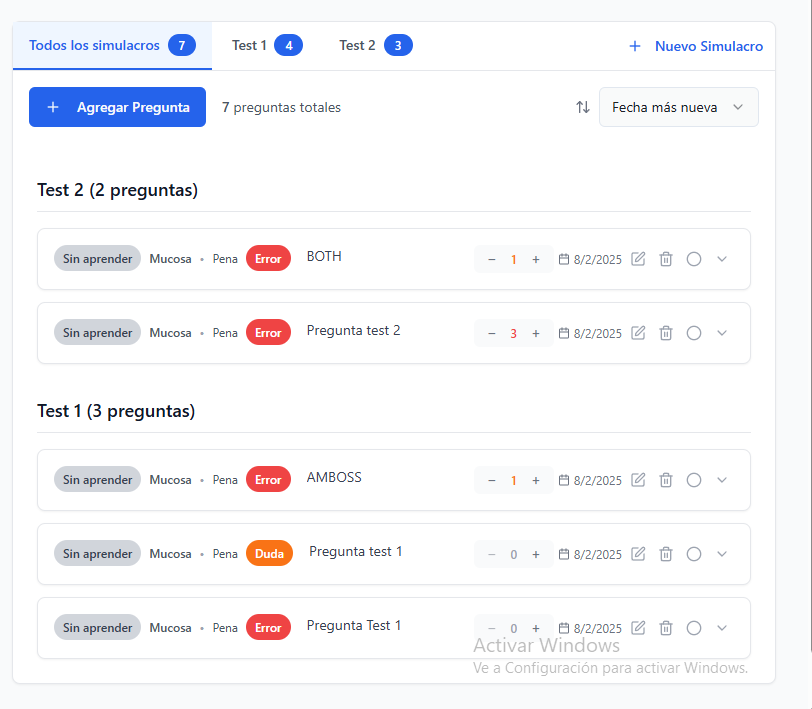 Todos los simulacros 7 Test 1 4 Test 2 3 + Nuevo Simulacro
+ Agregar Pregunta 7 preguntas totales Fecha más nueva
Test 2 (2 preguntas)
Sin aprender Mucosa • Pena Error BOTH − 1 + 8/2/2025
Sin aprender Mucosa • Pena Error Pregunta test 2 − 3 + 8/2/2025
Test 1 (3 preguntas)
Sin aprender Mucosa • Pena Error AMBOSS − 1 + 8/2/2025
Sin aprender Mucosa • Pena Duda Pregunta test 1 − 0 + 8/2/2025
Sin aprender Mucosa • Pena Error Pregunta Test 1 − 0 + 8/2/2025
Activar Windows
Ve a Configuración para activar Windows.